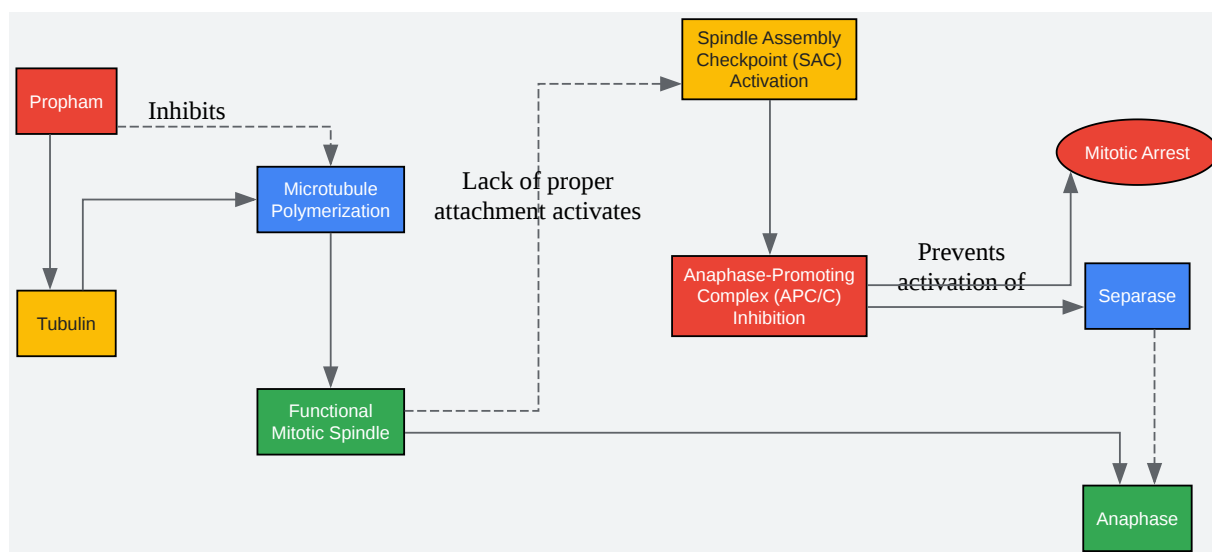 Spindle Assembly
Checkpoint (SAC)
Activation
Propham
Inhibits
Mitotic Arrest
Microtubule
Polymerization
Lack of proper
attachment activates
Prevents
activation of
Anaphase-Promoting
Complex (APC/C)
Inhibition
Separase
Tubulin
Functional
Mitotic Spindle
Anaphase